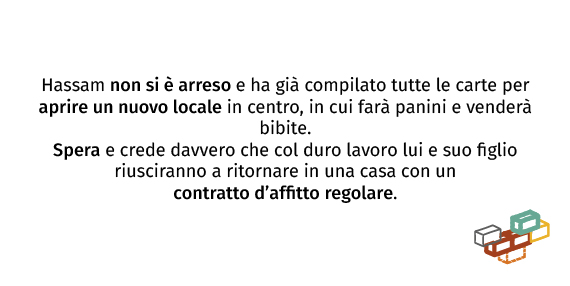 Hassam non si è arreso e ha già compilato tutte le carte per
aprire un nuovo locale in centro, in cui farà panini e venderà
bibite.
Spera e crede davvero che col duro lavoro lui e suo figlio
riusciranno a ritornare in una casa con un
contratto d’affitto regolare.